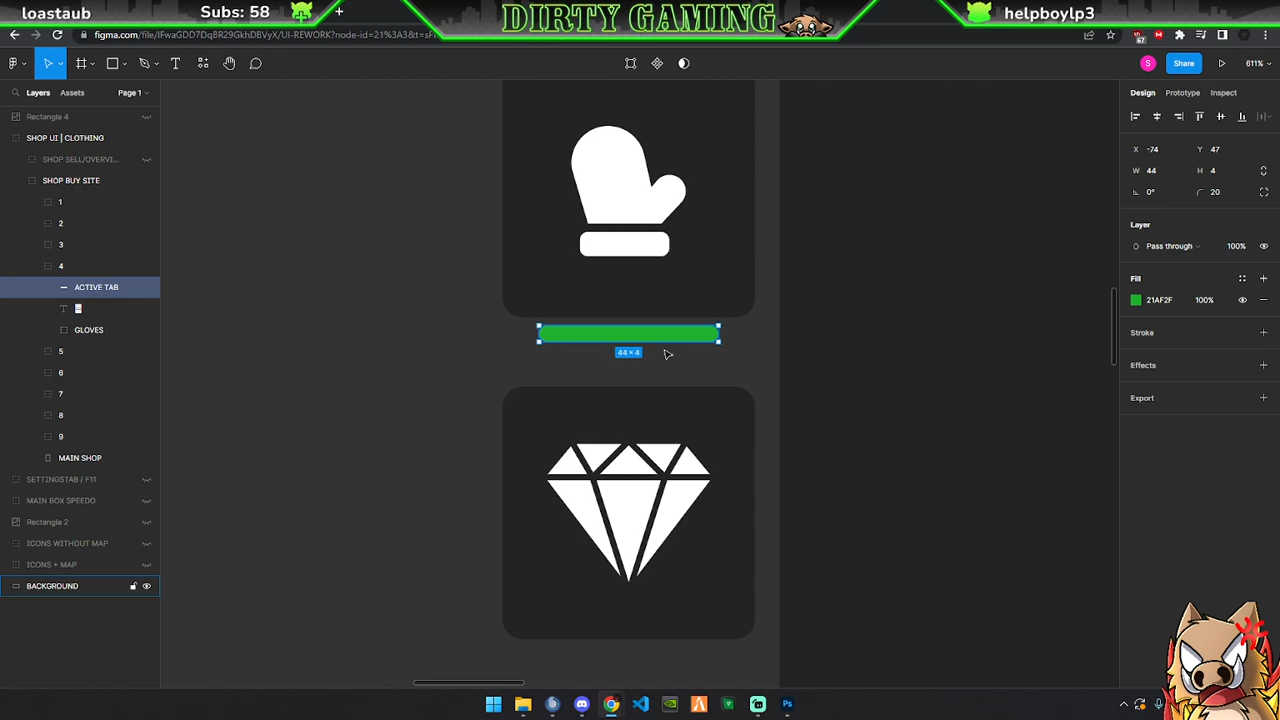 loastaub
Subs: 58
DIRTY GAMING
helpboylp3
figma.com/file/IFwaGDD7DqBR29GkhDBVyX/UI-REWORK?node-id=21%3A3&t=sF
67
S
Share
611%
Layers
Assets
Page 1
Rectangle 4
SHOP UI | CLOTHING
SHOP SELL/OVERVI...
SHOP BUY SITE
1
2
3
4
ACTIVE TAB
GLOVES
5
6
7
8
9
MAIN SHOP
SETTINGSTAB / F11
MAIN BOX SPEEDO
Rectangle 2
ICONS WITHOUT MAP
ICONS + MAP
BACKGROUND
44 × 4
Design
Prototype
Inspect
X -74
Y 47
W 44
H 4
0°
20
Layer
Pass through
100%
Fill
21AF2F
100%
Stroke
Effects
Export
Ps